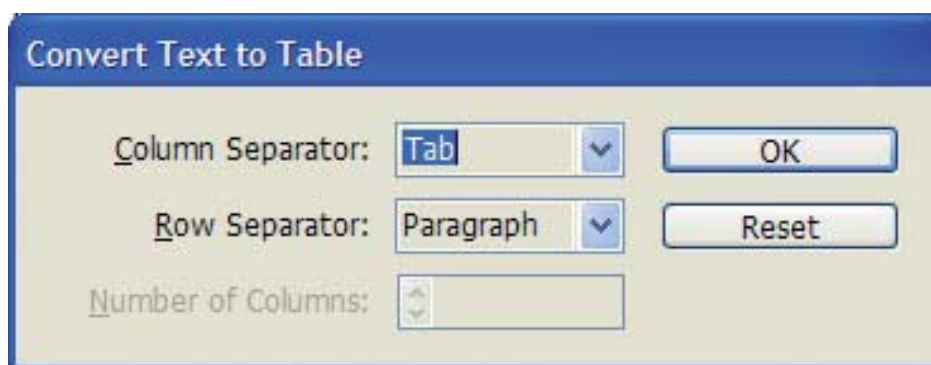 Convert Text to Table
Column Separator: Tab OK
Row Separator: Paragraph Reset
Number of Columns: